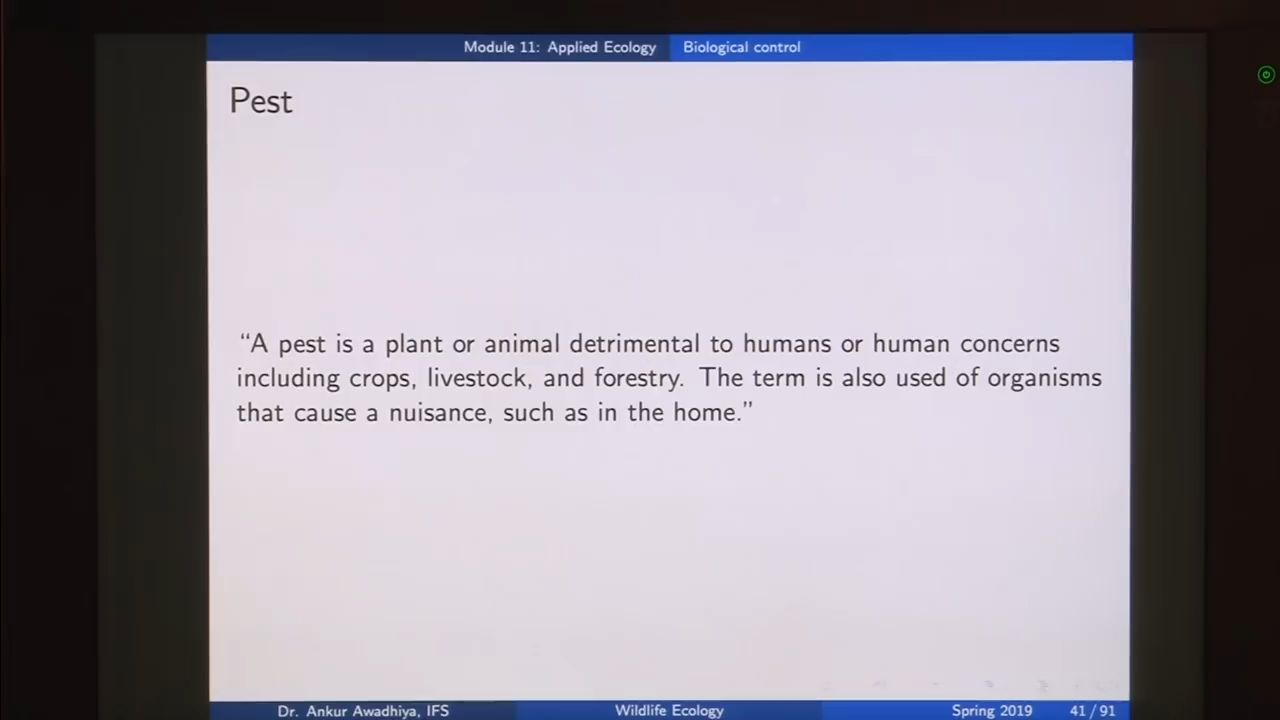 Module 11: Applied Ecology Biological control
Pest
“A pest is a plant or animal detrimental to humans or human concerns
including crops, livestock, and forestry. The term is also used of organisms
that cause a nuisance, such as in the home.”
Dr. Ankur Awadhiya, IFS Wildlife Ecology Spring 2019 41 / 91